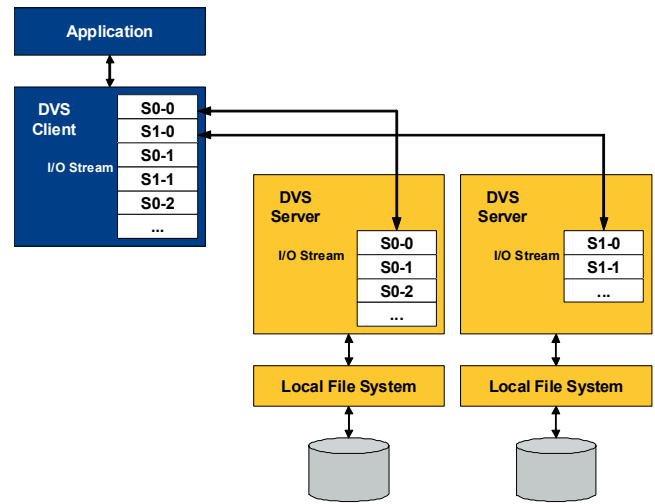 Application
DVS
Client
I/O Stream
S0-0
S1-0
S0-1
S1-1
S0-2
...
DVS
Server
I/O Stream
S0-0
S0-1
S0-2
...
DVS
Server
I/O Stream
S1-0
S1-1
...
Local File System
Local File System